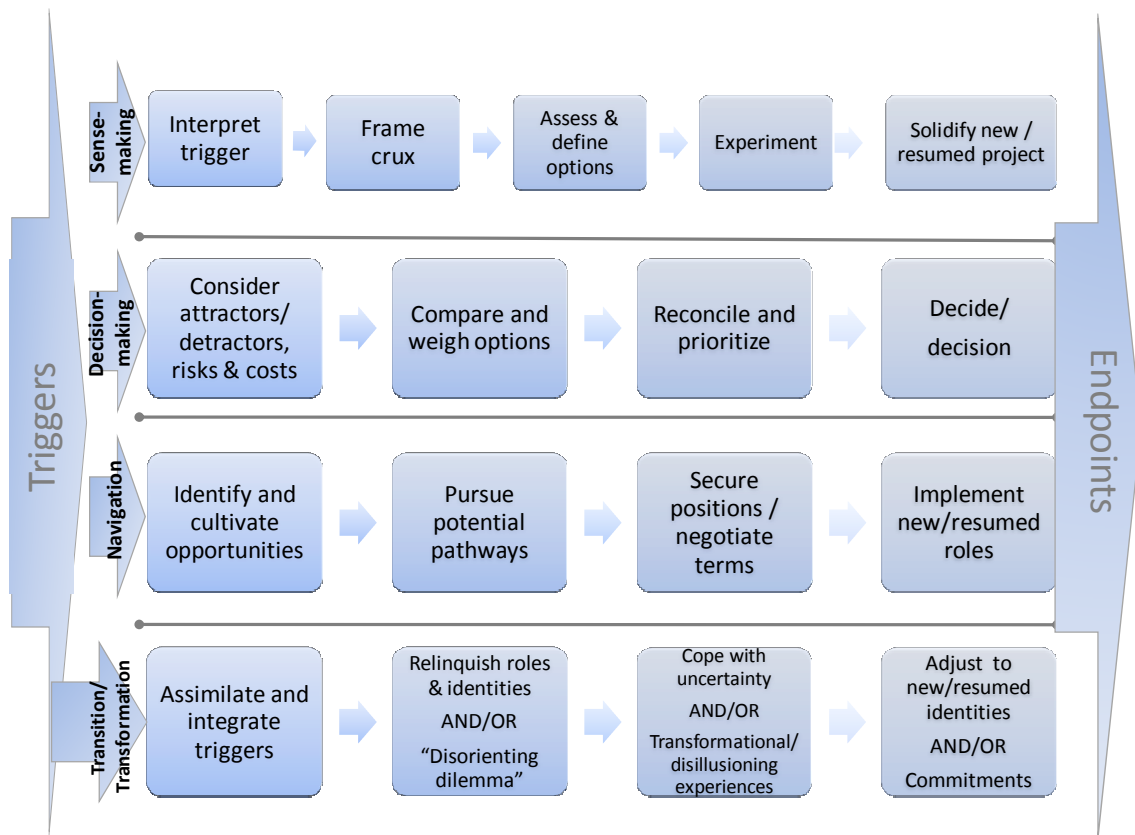 Triggers
Sense-
making
Interpret
trigger
Frame
crux
Assess &
define
options
Experiment
Solidify new /
resumed project
Decision-
making
Consider
attractors/
detractors,
risks & costs
Compare and
weigh options
Reconcile and
prioritize
Decide/
decision
Navigation
Identify and
cultivate
opportunities
Pursue
potential
pathways
Secure
positions /
negotiate
terms
Implement
new/resumed
roles
Transition/
Transformation
Assimilate and
integrate
triggers
Relinquish roles
& identities
AND/OR
“Disorienting
dilemma”
Cope with
uncertainty
AND/OR
Transformational/
disillusioning
experiences
Adjust to
new/resumed
identities
AND/OR
Commitments
Endpoints